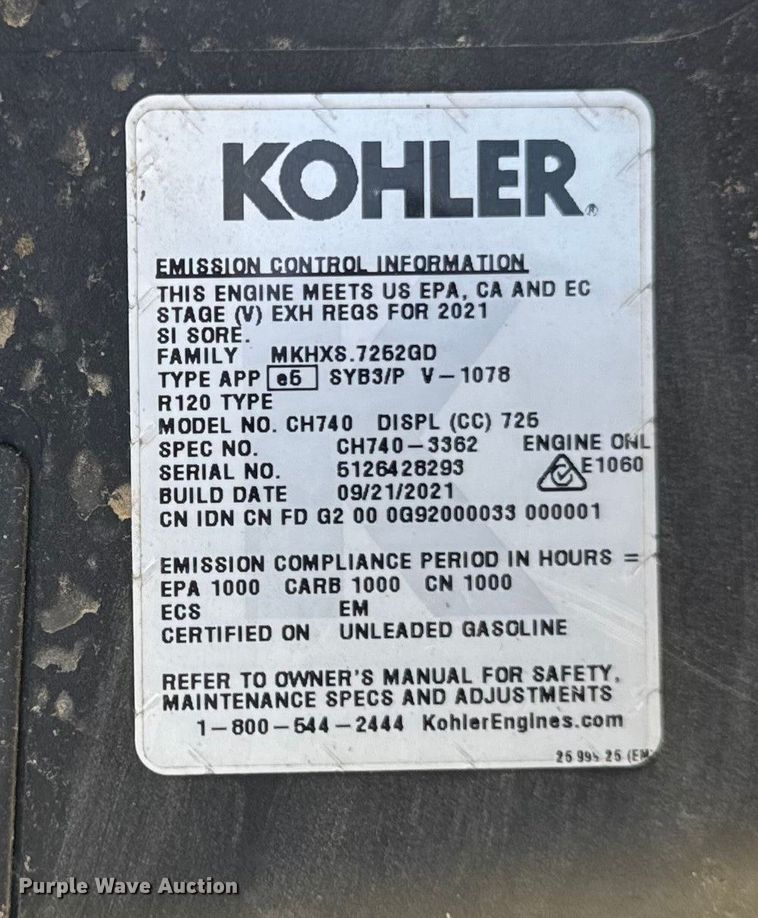 KOHLER®
EMISSION CONTROL INFORMATION
THIS ENGINE MEETS US EPA, CA AND EC
STAGE (V) EXH REGS FOR 2021
SI SORE.
FAMILY MKHXS.7252GD
TYPE APP e5 SYB3/P V-1078
R120 TYPE
MODEL NO. CH740 DISPL (CC) 725
SPEC NO. CH740-3362 ENGINE ONL
SERIAL NO. 5126428293 E1060
BUILD DATE 09/21/2021
CN IDN CN FD G2 00 0G92000033 000001
EMISSION COMPLIANCE PERIOD IN HOURS =
EPA 1000 CARB 1000 CN 1000
ECS EM
CERTIFIED ON UNLEADED GASOLINE
REFER TO OWNER'S MANUAL FOR SAFETY,
MAINTENANCE SPECS AND ADJUSTMENTS
1-800-544-2444 KohlerEngines.com
25 25 (EM
Purple Wave Auction